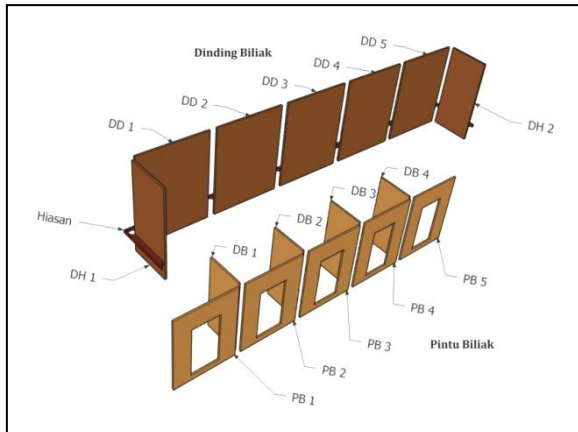 Dinding Biliak
DD 5
DD 4
DD 3
DD 2
DD 1
DH 2
Hiasan
DH 1
DB 4
DB 3
DB 2
DB 1
PB 5
PB 4
PB 3
PB 2
PB 1
Pintu Biliak